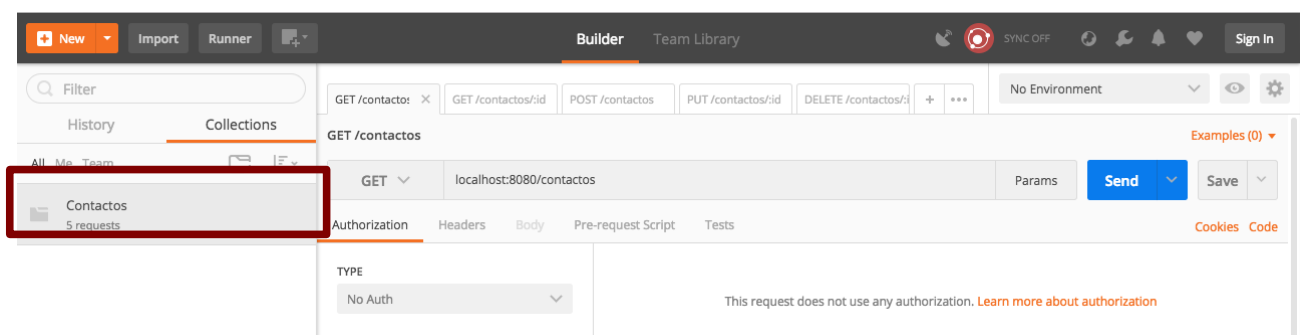 New Import Runner Builder Team Library SYNC OFF Sign In
Filter
History Collections
All Me Team
Contactos
5 requests
GET /contactos GET /contactos/:id POST /contactos PUT /contactos/:id DELETE /contactos/:i + •••
No Environment
GET /contactos Examples (0)
GET localhost:8080/contactos Params Send Save
Authorization Headers Body Pre-request Script Tests Cookies Code
TYPE
No Auth
This request does not use any authorization. Learn more about authorization